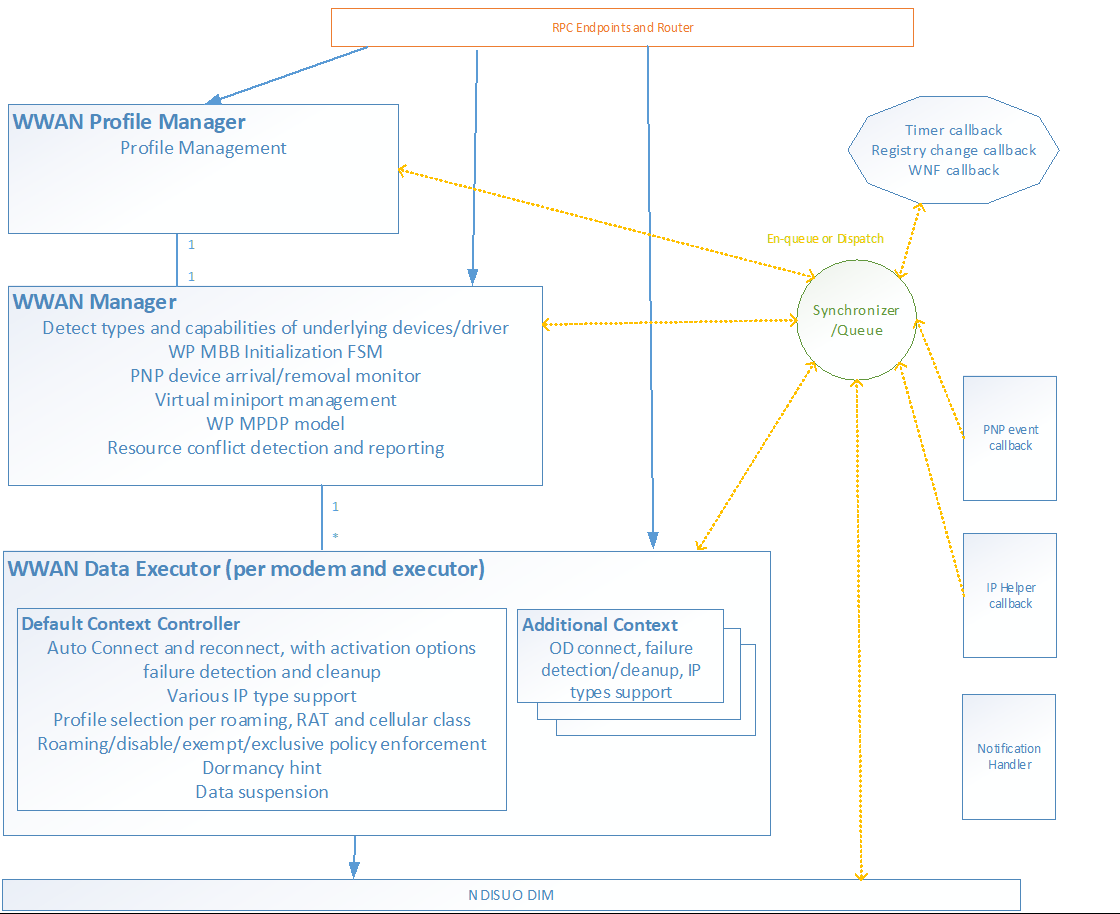 RPC Endpoints and Router
WWAN Profile Manager
Profile Management
Timer callback
Registry change callback
WNF callback
En-queue or Dispatch
1
1
WWAN Manager
Detect types and capabilities of underlying devices/driver
WP MBB Initialization FSM
PNP device arrival/removal monitor
Virtual miniport management
WP MPDP model
Resource conflict detection and reporting
Synchronizer
/Queue
PNP event
callback
1
*
WWAN Data Executor (per modem and executor)
Default Context Controller
Auto Connect and reconnect, with activation options
failure detection and cleanup
Various IP type support
Profile selection per roaming, RAT and cellular class
Roaming/disable/exempt/exclusive policy enforcement
Dormancy hint
Data suspension
Additional Context
OD connect, failure
detection/cleanup, IP
types support
IP Helper
callback
Notification
Handler
NDISUO DIM